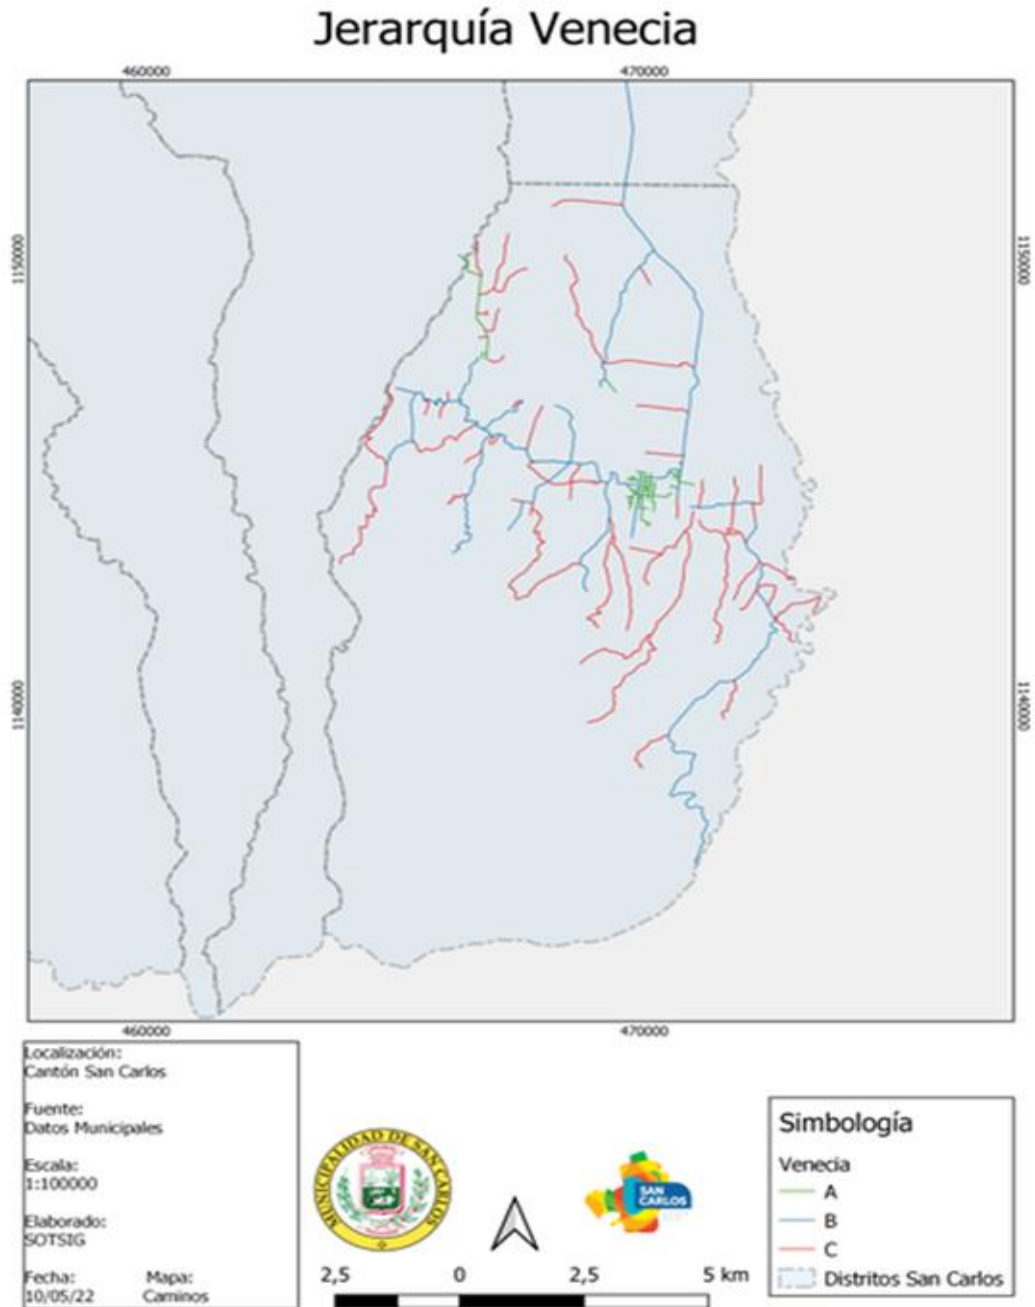 Jerarquía Venecia
460000 470000
1150000 1150000
1140000 1140000
460000 470000
Localización:
Cantón San Carlos
Fuente:
Datos Municipales
Escala:
1:100000
Elaborado:
SOTSIG
Fecha: Mapa:
10/05/22 Caminos
MUNICIPALIDAD DE SAN CARLOS
SAN
CARLOS
2,5 0 2,5 5 km
Simbología
Venecia
A
B
C
Distritos San Carlos